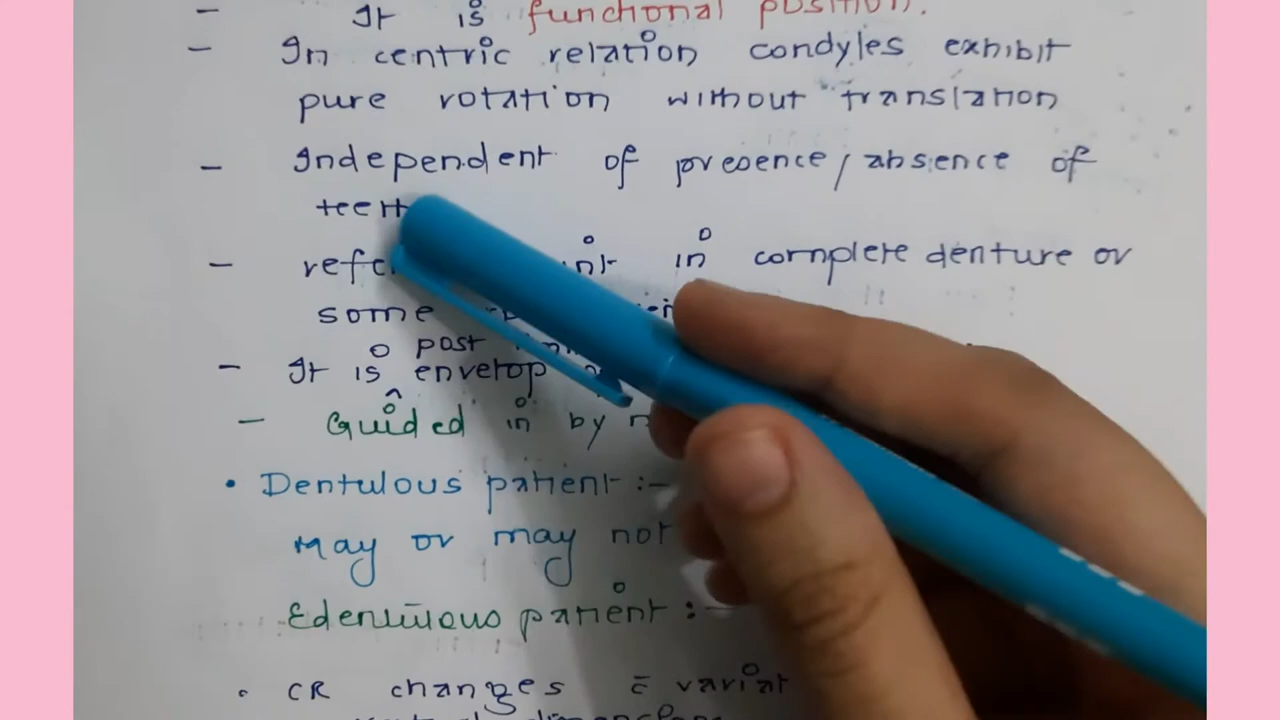 - It is functional position.
- In centric relation condyles exhibit
pure rotation without translation
- Independent of presence/absence of
teeth
- in complete denture or
some
post
- It is envelop
- Guided in by
• Dentulous patient :-
May or may not
Edentulous patient :-
• CR changes c̄